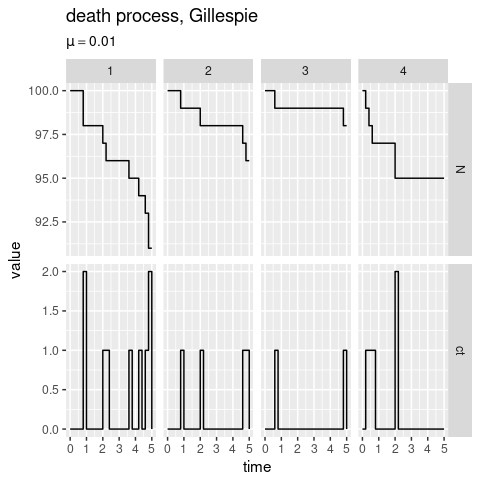 death process, Gillespie
μ = 0.01
1 2 3 4
100.0
97.5
95.0
92.5
N
2.0
1.5
1.0
0.5
0.0
ct
0 1 2 3 4 5 0 1 2 3 4 5 0 1 2 3 4 5 0 1 2 3 4 5
time
value